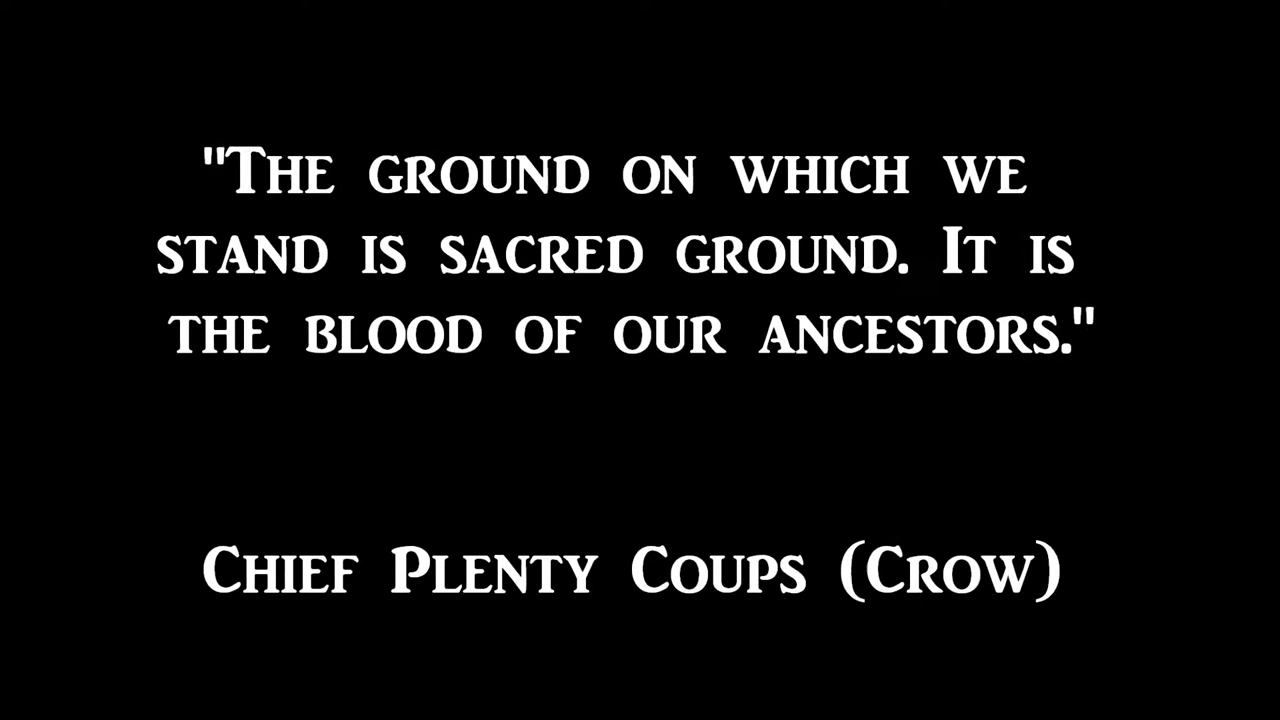 "The ground on which we
stand is sacred ground. It is
the blood of our ancestors."
Chief Plenty Coups (Crow)